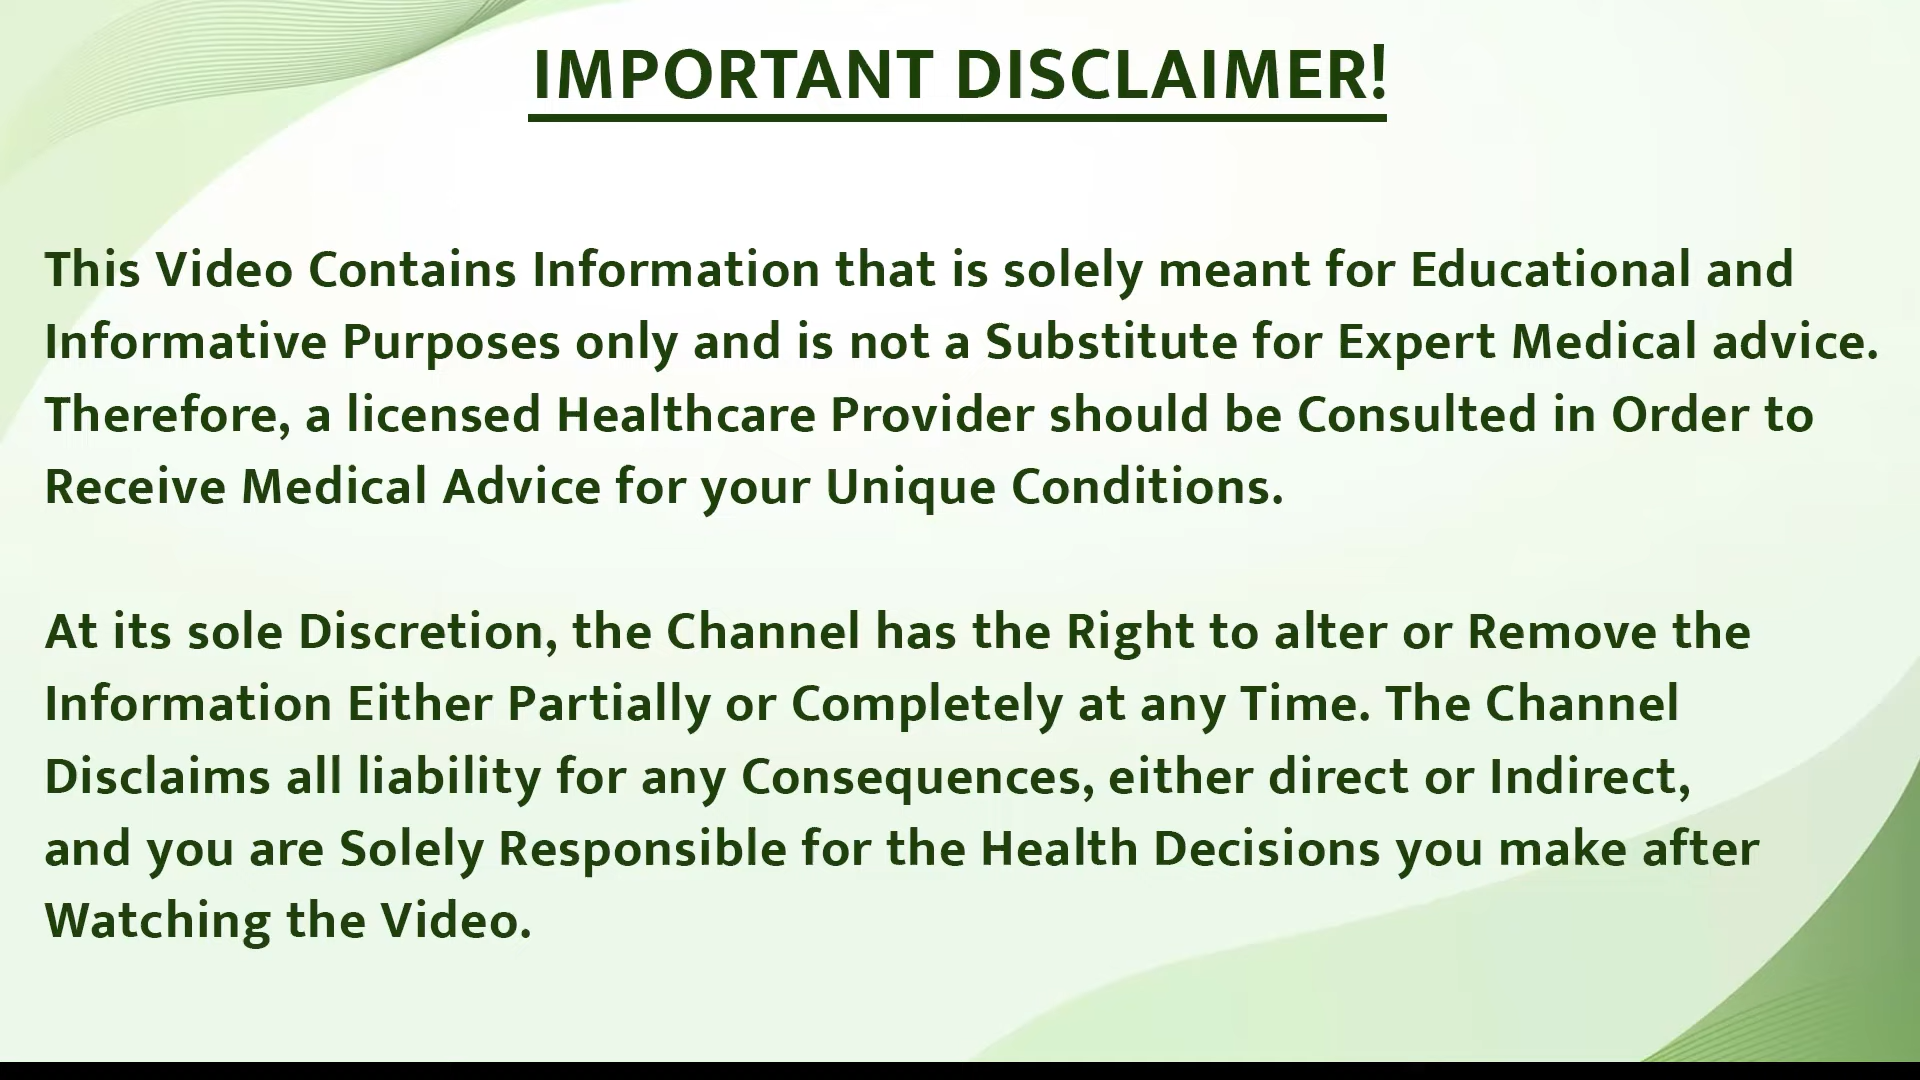 IMPORTANT DISCLAIMER!
This Video Contains Information that is solely meant for Educational and
Informative Purposes only and is not a Substitute for Expert Medical advice.
Therefore, a licensed Healthcare Provider should be Consulted in Order to
Receive Medical Advice for your Unique Conditions.
At its sole Discretion, the Channel has the Right to alter or Remove the
Information Either Partially or Completely at any Time. The Channel
Disclaims all liability for any Consequences, either direct or Indirect,
and you are Solely Responsible for the Health Decisions you make after
Watching the Video.